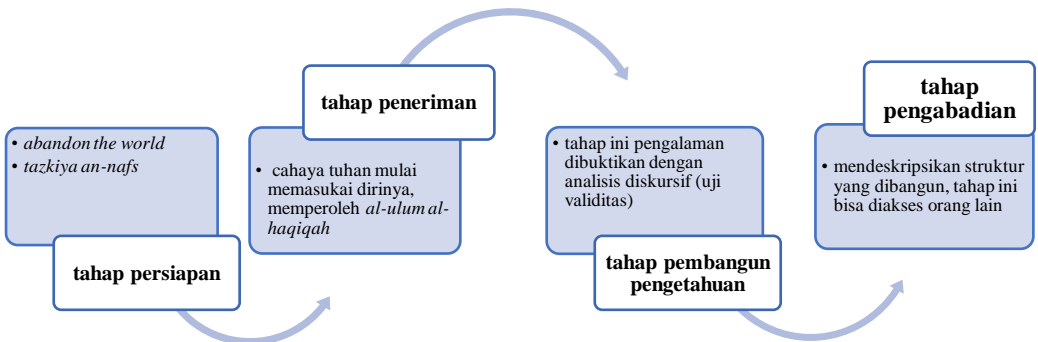 • abandon the world
• tazkiya an-nafs
tahap persiapan
tahap peneriman
• cahaya tuhan mulai
memasukai dirinya,
memperoleh al-ulum al-
haqiqah
• tahap ini pengalaman
dibuktikan dengan
analisis diskursif (uji
validitas)
tahap pembangun
pengetahuan
tahap
pengabadian
• mendeskripsikan struktur
yang dibangun, tahap ini
bisa diakses orang lain